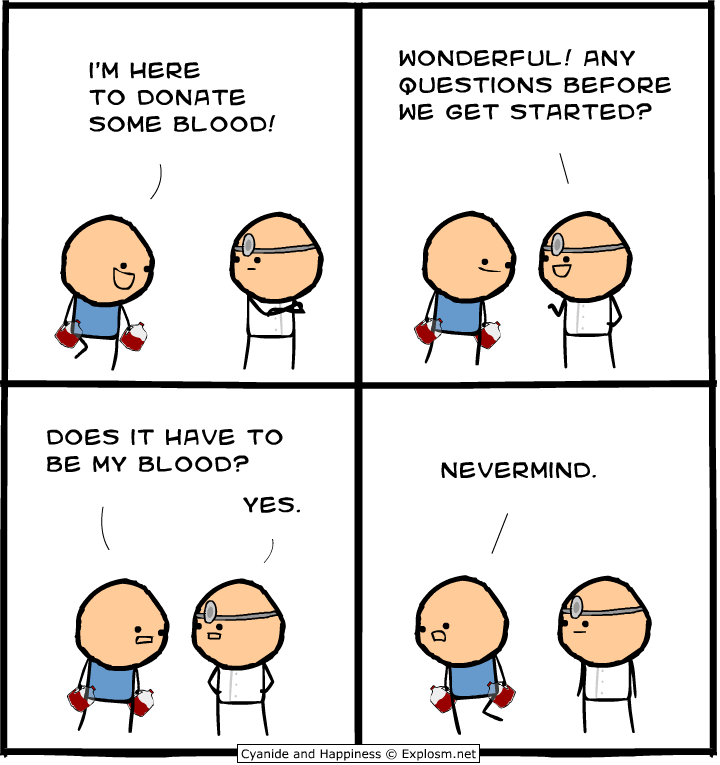 I'M HERE
TO DONATE
SOME BLOOD!
WONDERFUL! ANY
QUESTIONS BEFORE
WE GET STARTED?
DOES IT HAVE TO
BE MY BLOOD?
YES.
NEVERMIND.
Cyanide and Happiness © Explosm.net